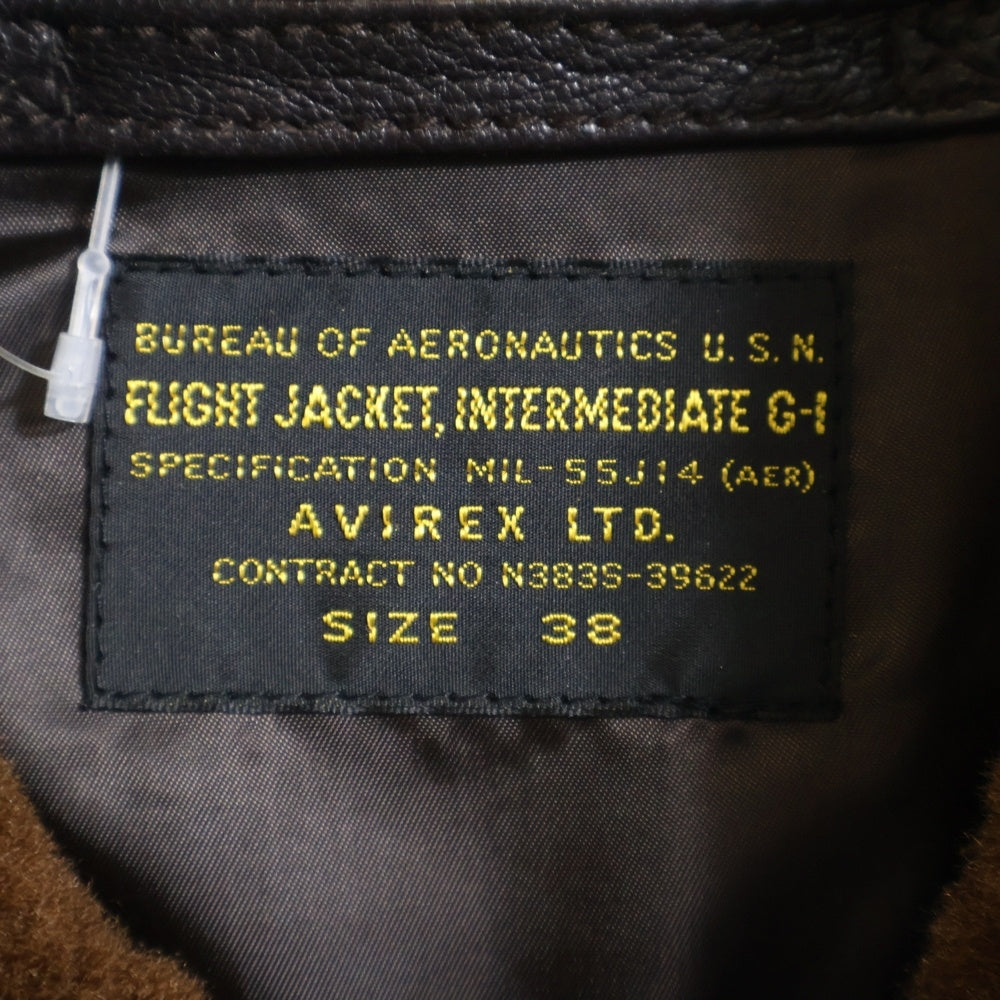 BUREAU OF AERONAUTICS U.S.N.
FLIGHT JACKET, INTERMEDIATE G-1
SPECIFICATION MIL-55J14 (AER)
AVIREX LTD.
CONTRACT NO N383S-39622
SIZE 38